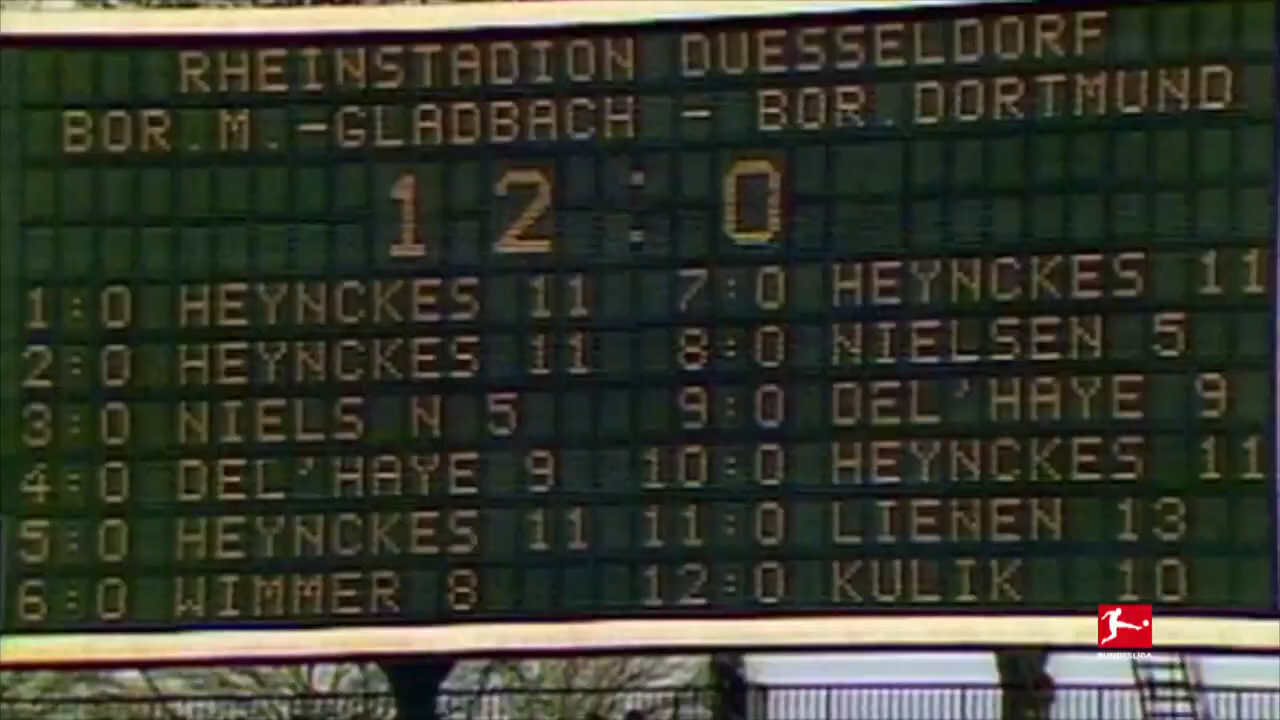 RHEINSTADION DUESSELDORF
BOR.M.-GLADBACH - BOR.DORTMUND
12:0
1:0 HEYNCKES 11 7:0 HEYNCKES 11
2:0 HEYNCKES 11 8:0 NIELSEN 5
3:0 NIELS N 5 9:0 DEL'HAYE 9
4:0 DEL'HAYE 9 10:0 HEYNCKES 11
5:0 HEYNCKES 11 11:0 LIENEN 13
6:0 WIMMER 8 12:0 KULIK 10
BUNDESLIGA